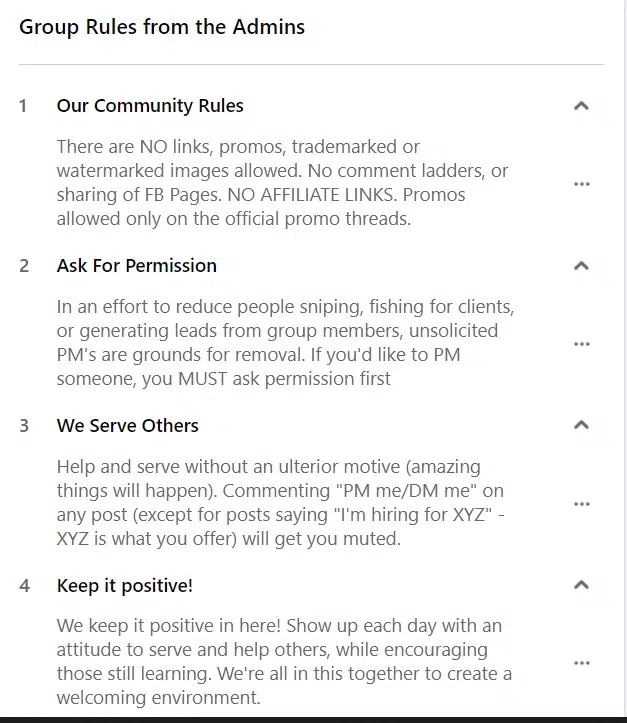 Group Rules from the Admins
1 Our Community Rules
There are NO links, promos, trademarked or
watermarked images allowed. No comment ladders, or
sharing of FB Pages. NO AFFILIATE LINKS. Promos
allowed only on the official promo threads.
2 Ask For Permission
In an effort to reduce people sniping, fishing for clients,
or generating leads from group members, unsolicited
PM's are grounds for removal. If you'd like to PM
someone, you MUST ask permission first
3 We Serve Others
Help and serve without an ulterior motive (amazing
things will happen). Commenting "PM me/DM me" on
any post (except for posts saying "I'm hiring for XYZ" -
XYZ is what you offer) will get you muted.
4 Keep it positive!
We keep it positive in here! Show up each day with an
attitude to serve and help others, while encouraging
those still learning. We're all in this together to create a
welcoming environment.